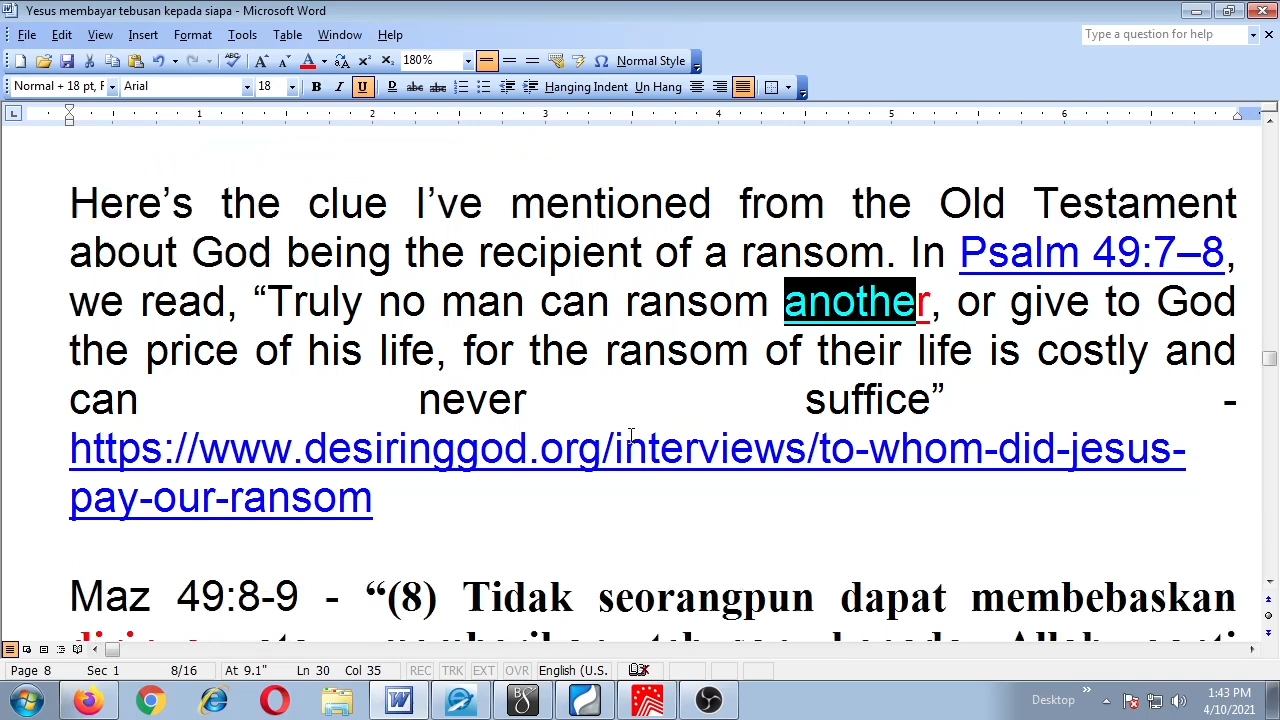 Yesus membayar tebusan kepada siapa - Microsoft Word
File Edit View Insert Format Tools Table Window Help
Type a question for help
180% Normal Style
Normal + 18 pt, F Arial 18 B I U Hanging Indent Un Hang
1 2 3 4 5 6
Here’s the clue I’ve mentioned from the Old Testament
about God being the recipient of a ransom. In Psalm 49:7–8,
we read, “Truly no man can ransom another, or give to God
the price of his life, for the ransom of their life is costly and
can never suffice” -
https://www.desiringgod.org/interviews/to-whom-did-jesus-
pay-our-ransom
Maz 49:8-9 - “(8) Tidak seorangpun dapat membebaskan
Page 8 Sec 1 8/16 At 9.1" Ln 30 Col 35 REC TRK EXT OVR English (U.S.
Desktop
1:43 PM
4/10/2021